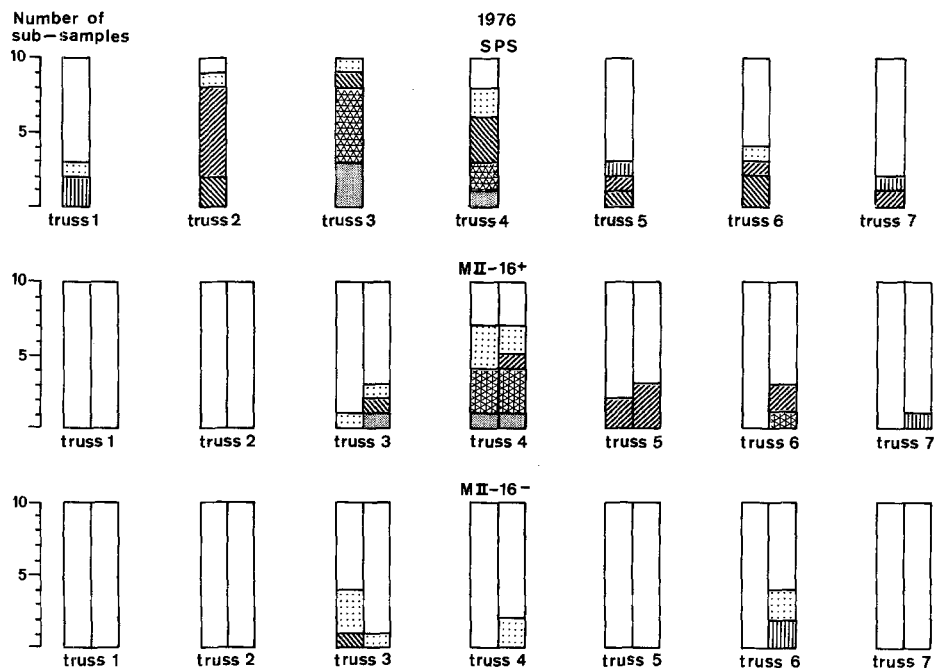 Number of
sub-samples
1976
SPS
10
5
truss 1
truss 2
truss 3
truss 4
truss 5
truss 6
truss 7
MII-16+
10
5
truss 1
truss 2
truss 3
truss 4
truss 5
truss 6
truss 7
MII-16-
10
5
truss 1
truss 2
truss 3
truss 4
truss 5
truss 6
truss 7